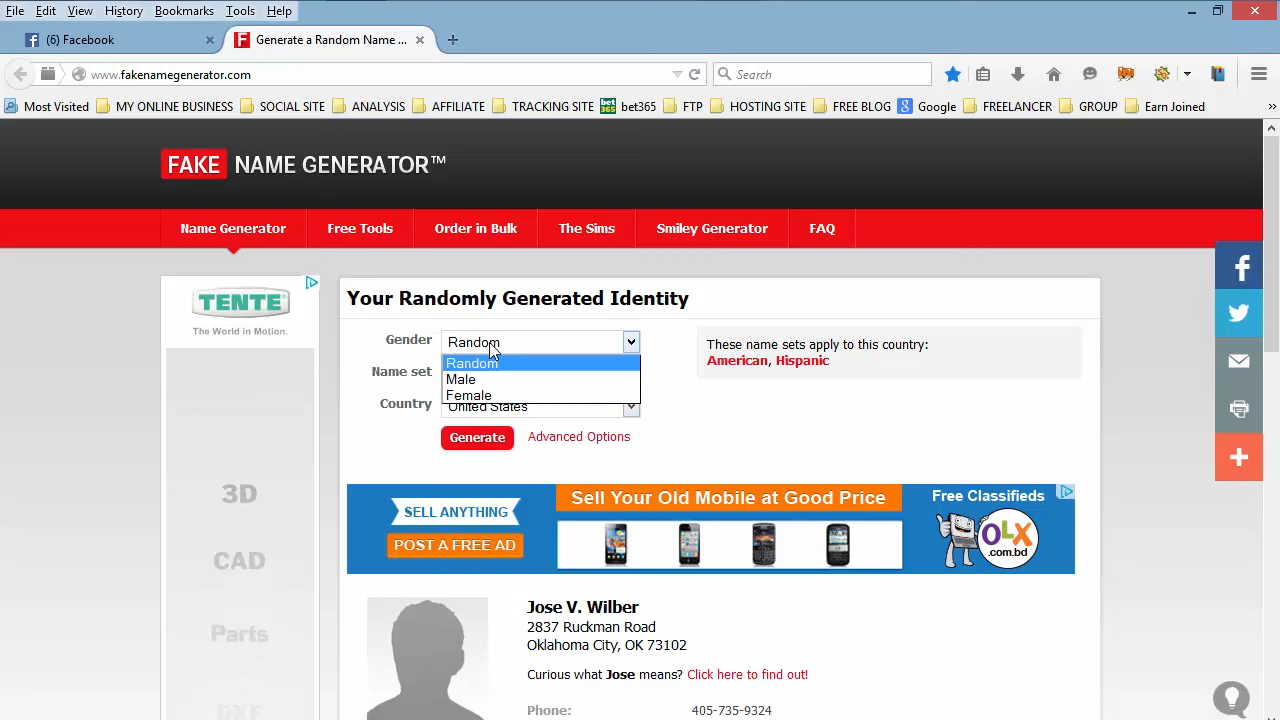 File Edit View History Bookmarks Tools Help
(6) Facebook
Generate a Random Name ...
www.fakenamegenerator.com
Search
Most Visited MY ONLINE BUSINESS SOCIAL SITE ANALYSIS AFFILIATE TRACKING SITE bet365 bet365 FTP HOSTING SITE FREE BLOG Google FREELANCER GROUP Earn Joined
FAKE NAME GENERATOR™
Name Generator Free Tools Order in Bulk The Sims Smiley Generator FAQ
TENTE
The World in Motion.
3D
CAD
Parts
DXF
Your Randomly Generated Identity
Gender Random
Random
Male
Female
Name set
Country United States
Generate Advanced Options
These name sets apply to this country:
American, Hispanic
SELL ANYTHING
POST A FREE AD
Sell Your Old Mobile at Good Price
Free Classifieds
OLX
.com.bd
Jose V. Wilber
2837 Ruckman Road
Oklahoma City, OK 73102
Curious what Jose means? Click here to find out!
Phone: 405-735-9324